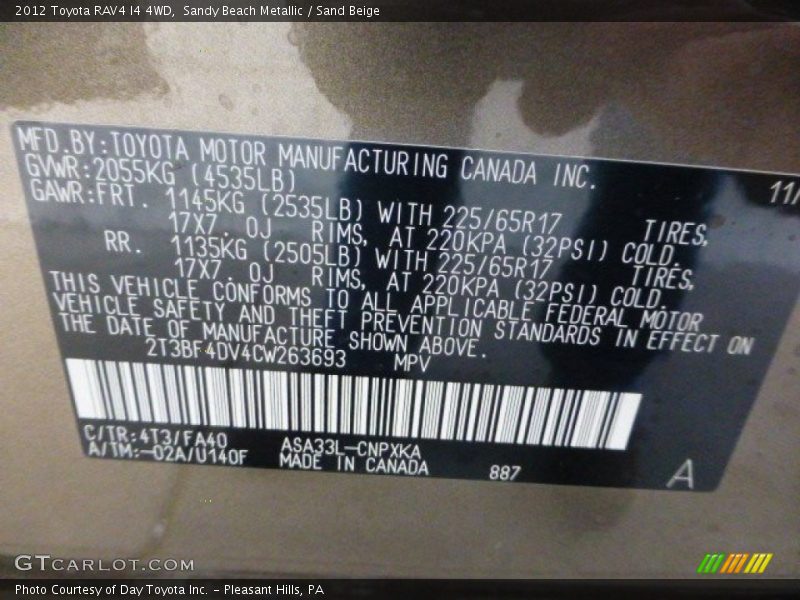 2012 Toyota RAV4 I4 4WD, Sandy Beach Metallic / Sand Beige
MFD.BY:TOYOTA MOTOR MANUFACTURING CANADA INC. 11/
GVWR:2055KG (4535LB)
GAWR:FRT. 1145KG (2535LB) WITH 225/65R17 TIRES,
17X7.0J RIMS, AT 220KPA (32PSI) COLD,
RR. 1135KG (2505LB) WITH 225/65R17 TIRES,
17X7.0J RIMS, AT 220KPA (32PSI) COLD.
THIS VEHICLE CONFORMS TO ALL APPLICABLE FEDERAL MOTOR
VEHICLE SAFETY AND THEFT PREVENTION STANDARDS IN EFFECT ON
THE DATE OF MANUFACTURE SHOWN ABOVE.
2T3BF4DV4CW263693 MPV
C/TR:4T3/FA40 ASA33L-CNPXKA
A/TM:-02A/U140F MADE IN CANADA 887 A
GTCARLOT.COM
Photo Courtesy of Day Toyota Inc. - Pleasant Hills, PA